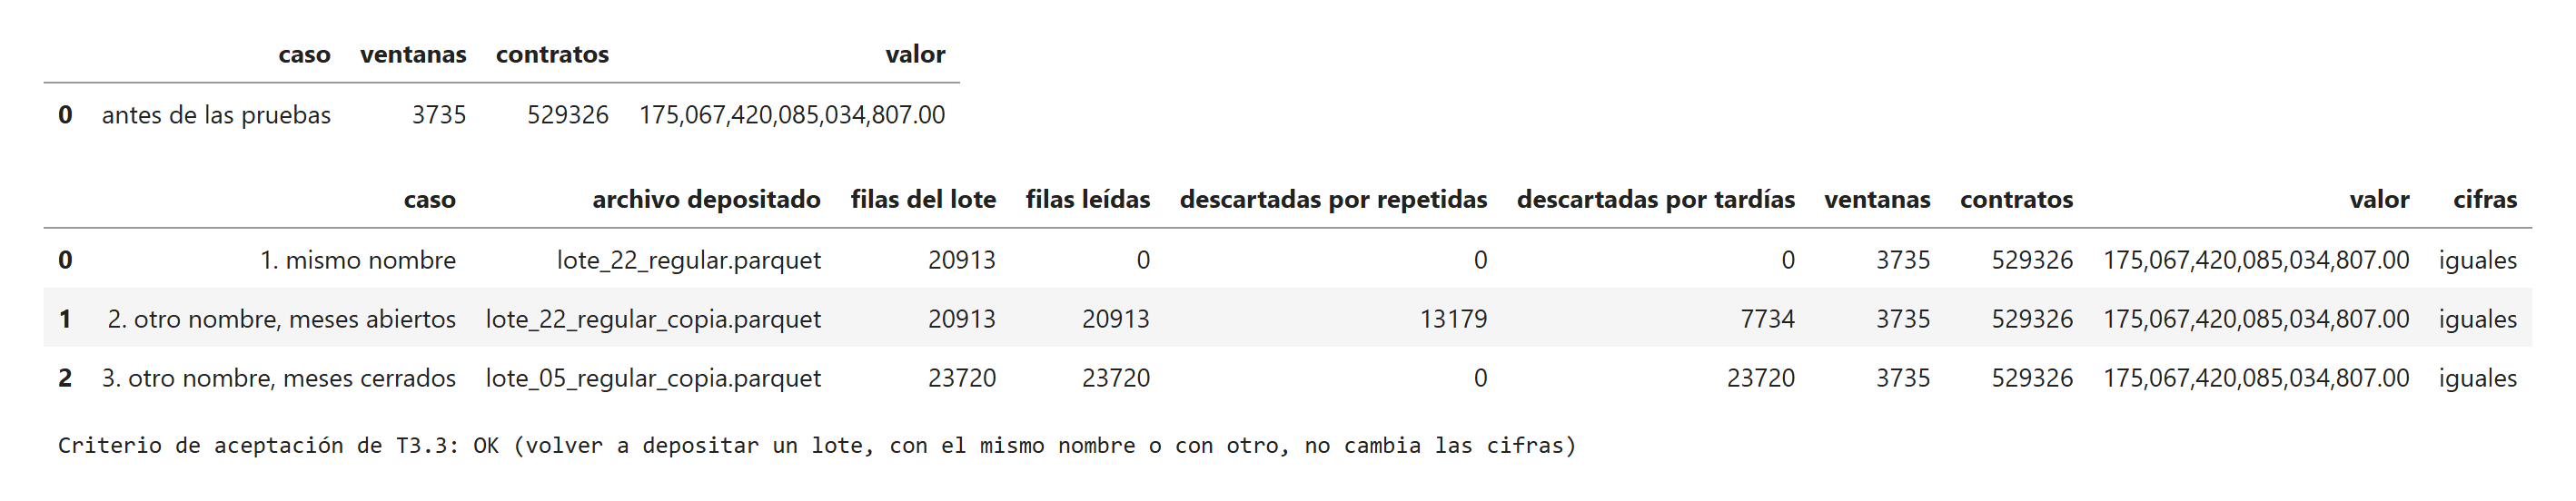 caso ventanas contratos valor
0 antes de las pruebas 3735 529326 175,067,420,085,034,807.00
caso archivo depositado filas del lote filas leídas descartadas por repetidas descartadas por tardías ventanas contratos valor cifras
0 1. mismo nombre lote_22_regular.parquet 20913 0 0 0 3735 529326 175,067,420,085,034,807.00 iguales
1 2. otro nombre, meses abiertos lote_22_regular_copia.parquet 20913 20913 13179 7734 3735 529326 175,067,420,085,034,807.00 iguales
2 3. otro nombre, meses cerrados lote_05_regular_copia.parquet 23720 23720 0 23720 3735 529326 175,067,420,085,034,807.00 iguales
Criterio de aceptación de T3.3: OK (volver a depositar un lote, con el mismo nombre o con otro, no cambia las cifras)